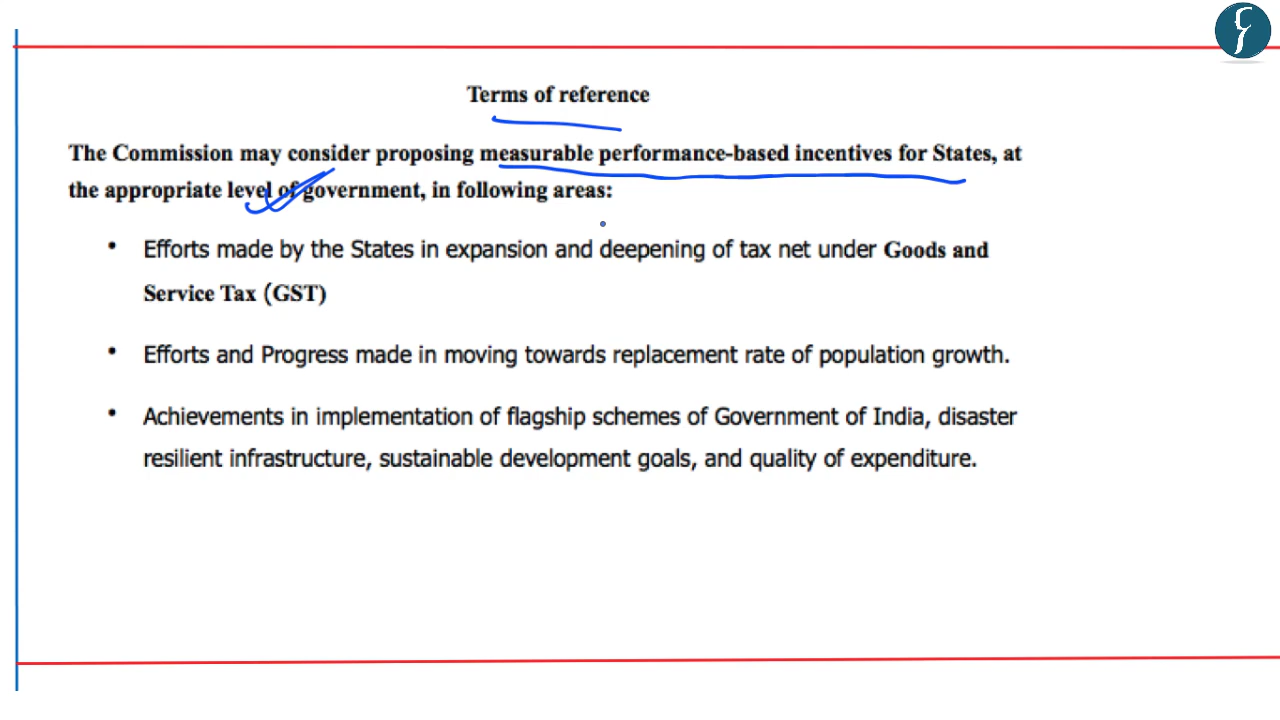 Terms of reference
The Commission may consider proposing measurable performance-based incentives for States, at
the appropriate level of government, in following areas:
• Efforts made by the States in expansion and deepening of tax net under Goods and
Service Tax (GST)
• Efforts and Progress made in moving towards replacement rate of population growth.
• Achievements in implementation of flagship schemes of Government of India, disaster
resilient infrastructure, sustainable development goals, and quality of expenditure.